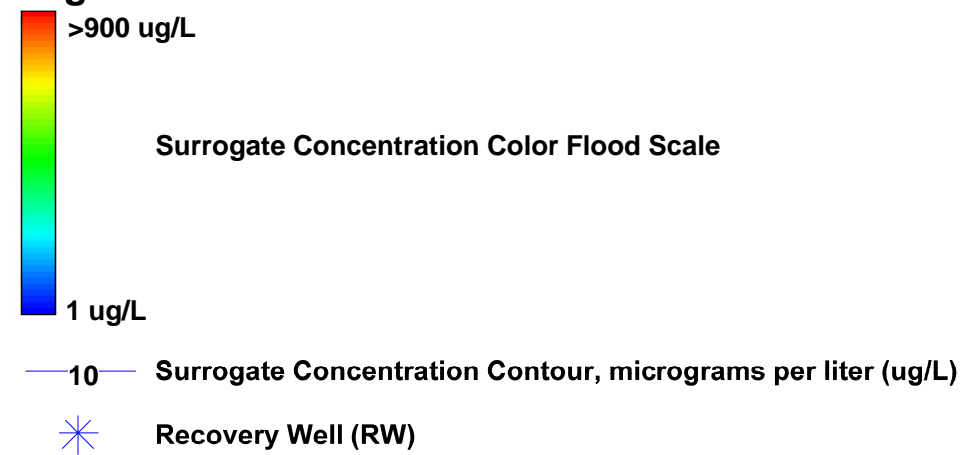 >900 ug/L
Surrogate Concentration Color Flood Scale
1 ug/L
10 Surrogate Concentration Contour, micrograms per liter (ug/L)
Recovery Well (RW)